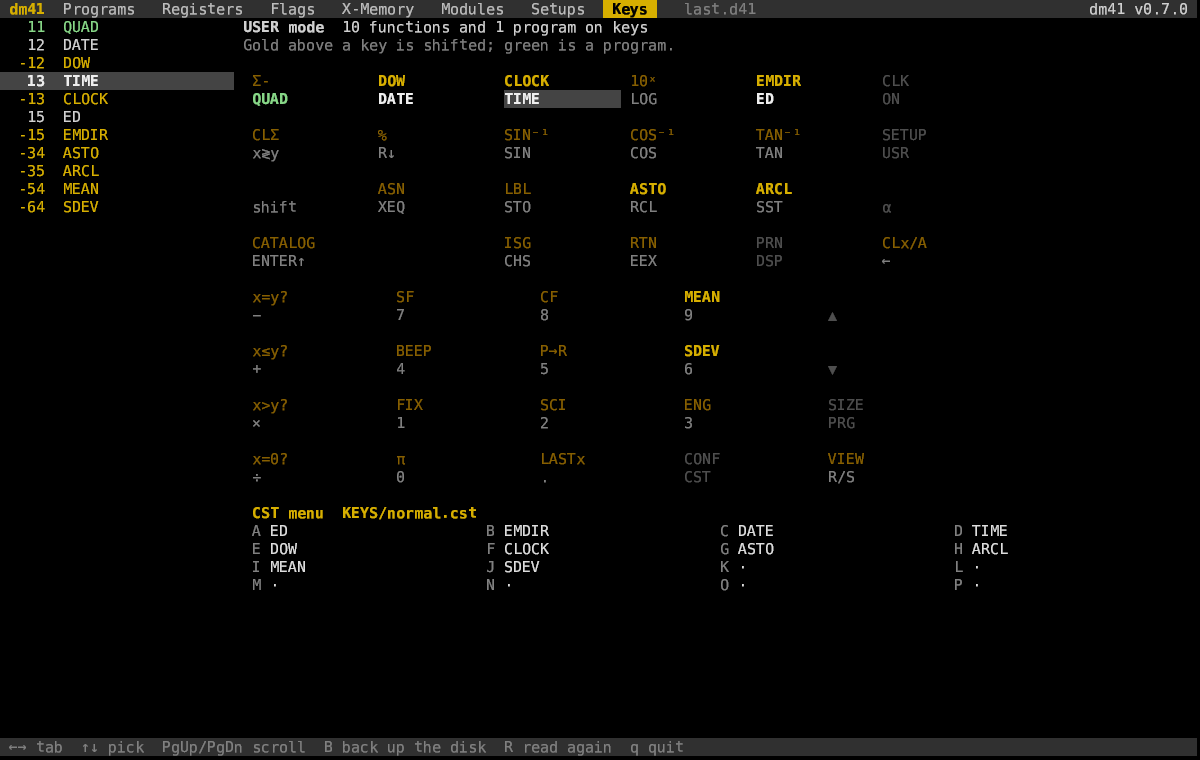 dm41 Programs Registers Flags X-Memory Modules Setups Keys last.d41 dm41 v0.7.0
11 QUAD USER mode 10 functions and 1 program on keys
12 DATE Gold above a key is shifted; green is a program.
-12 DOW
13 TIME Σ- DOW CLOCK 10ˣ EMDIR CLK
-13 CLOCK QUAD DATE TIME LOG ED ON
15 ED
-15 EMDIR CLΣ % SIN⁻¹ COS⁻¹ TAN⁻¹ SETUP
-34 ASTO x≷y R↓ SIN COS TAN USR
-35 ARCL
-54 MEAN ASN LBL ASTO ARCL
-64 SDEV shift XEQ STO RCL SST α
CATALOG ISG RTN PRN CLx/A
ENTER↑ CHS EEX DSP ←
x=y? SF CF MEAN
− 7 8 9 ▲
x≤y? BEEP P→R SDEV
+ 4 5 6 ▼
x>y? FIX SCI ENG SIZE
× 1 2 3 PRG
x=0? π LASTx CONF VIEW
÷ 0 . CST R/S
CST menu KEYS/normal.cst
A ED B EMDIR C DATE D TIME
E DOW F CLOCK G ASTO H ARCL
I MEAN J SDEV K · L ·
M · N · O · P ·
←→ tab ↑↓ pick PgUp/PgDn scroll B back up the disk R read again q quit